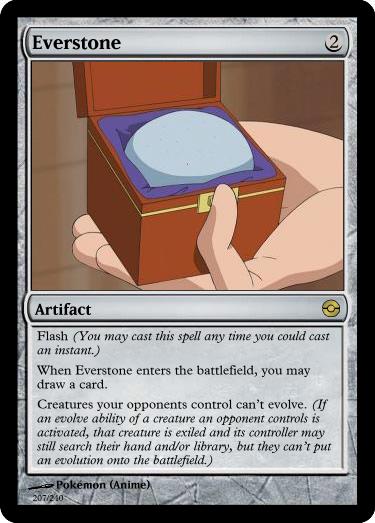 Everstone 2
Artifact
Flash (You may cast this spell any time you could cast
an instant.)
When Everstone enters the battlefield, you may
draw a card.
Creatures your opponents control can't evolve. (If
an evolve ability of a creature an opponent controls is
activated, that creature is exiled and its controller may
still search their hand and/or library, but they can't put
an evolution onto the battlefield.)
Pokémon (Anime)
207/240